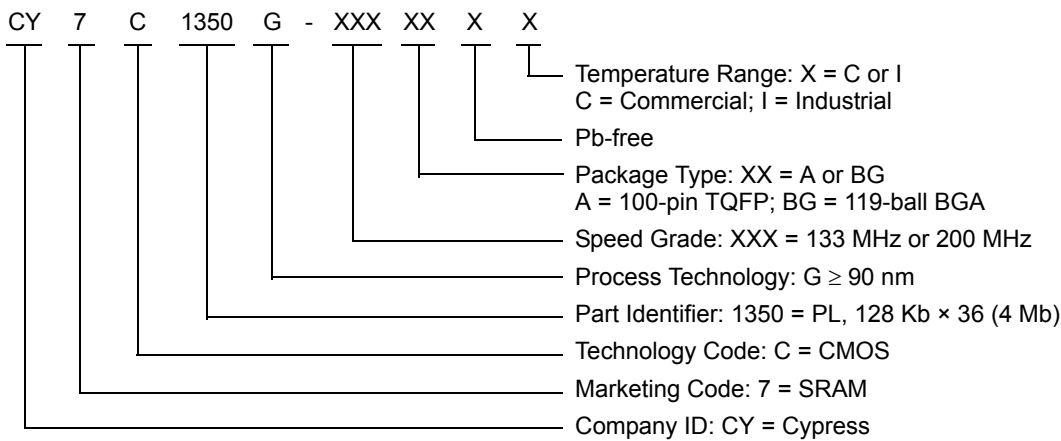 CY 7 C 1350 G - XXX XX X X
Temperature Range: X = C or I
C = Commercial; I = Industrial
Pb-free
Package Type: XX = A or BG
A = 100-pin TQFP; BG = 119-ball BGA
Speed Grade: XXX = 133 MHz or 200 MHz
Process Technology: G ≥ 90 nm
Part Identifier: 1350 = PL, 128 Kb × 36 (4 Mb)
Technology Code: C = CMOS
Marketing Code: 7 = SRAM
Company ID: CY = Cypress